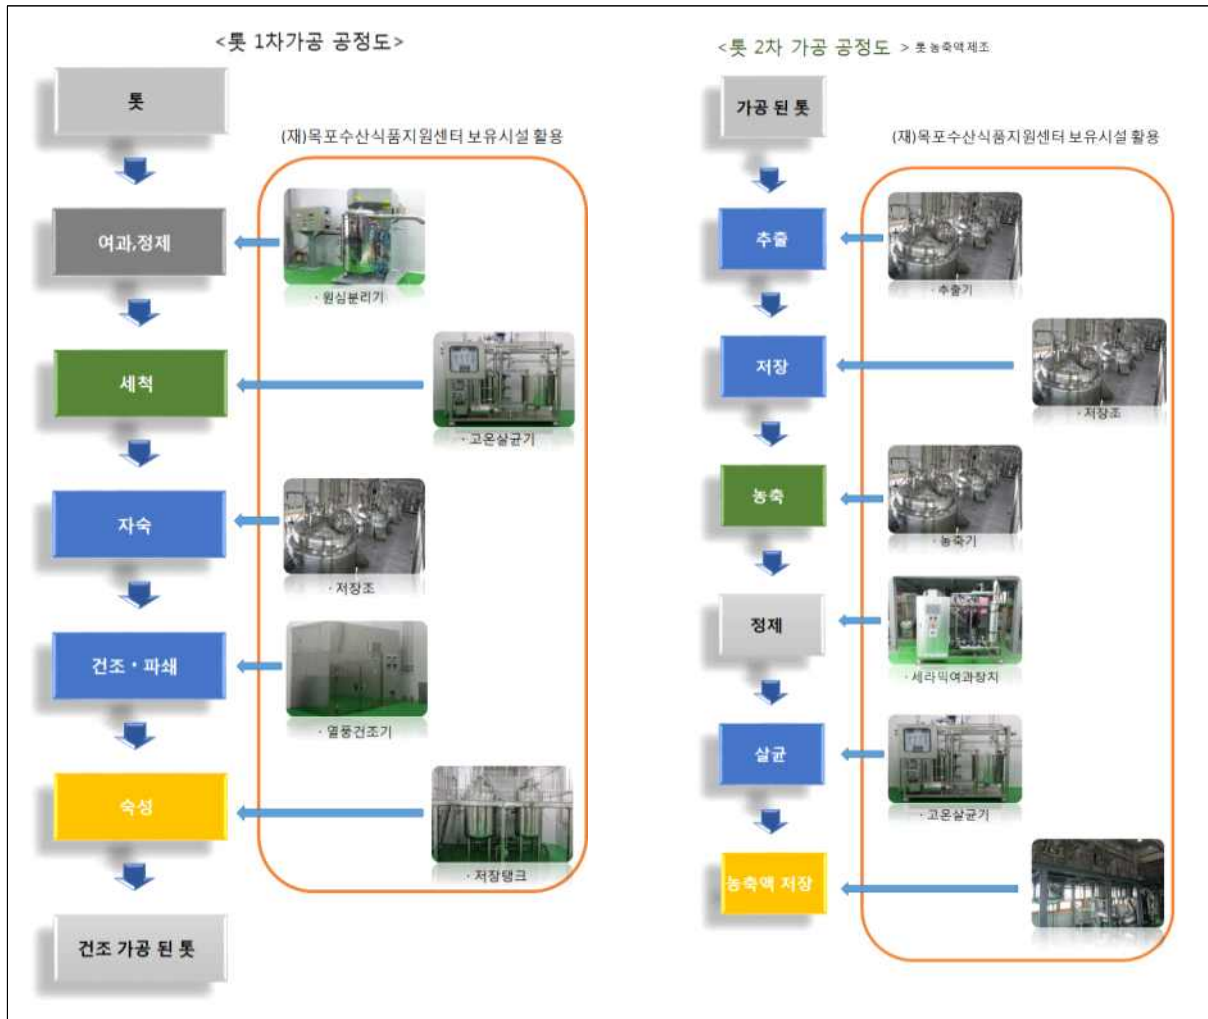 <톳 1차가공 공정도>
톳
(재)목포수산식품지원센터 보유시설 활용
여과,정제
· 원심분리기
세척
· 고온살균기
자숙
· 저장조
건조 · 파쇄
· 열풍건조기
숙성
· 저장탱크
건조 가공 된 톳
<톳 2차 가공 공정도 > 톳 농축액 제조
가공 된 톳
(재)목포수산식품지원센터 보유시설 활용
추출
· 추출기
저장
· 저장조
농축
· 농축기
정제
· 세라믹여과장치
살균
· 고온살균기
농축액 저장